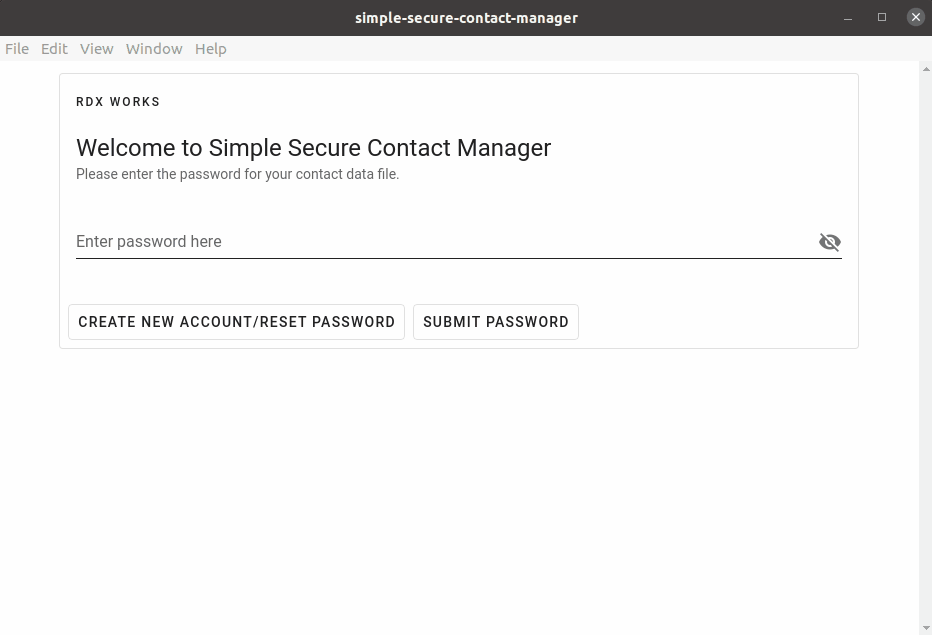 simple-secure-contact-manager
File Edit View Window Help
RDX WORKS
Welcome to Simple Secure Contact Manager
Please enter the password for your contact data file.
Enter password here
CREATE NEW ACCOUNT/RESET PASSWORD SUBMIT PASSWORD